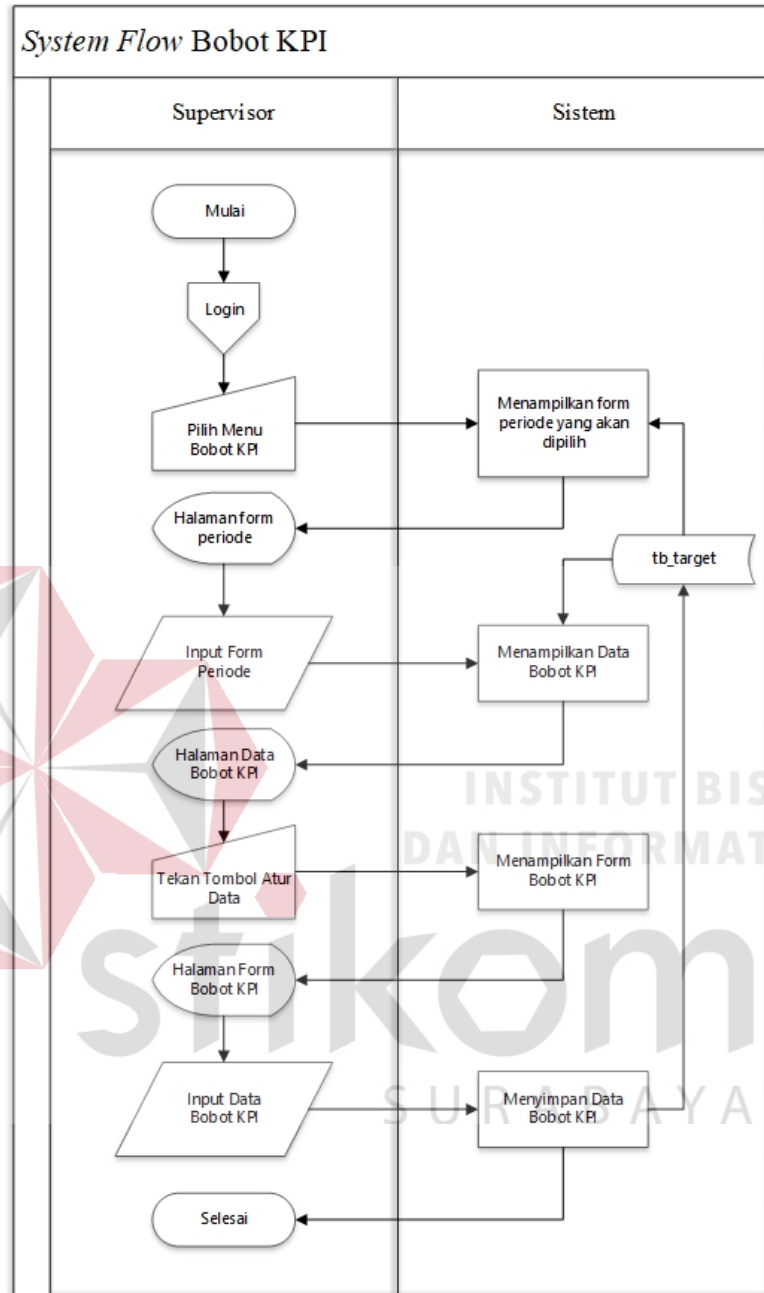 System Flow Bobot KPI
Supervisor
Sistem
Mulai
Login
Pilih Menu
Bobot KPI
Menampilkan form
periode yang akan
dipilih
Halaman form
periode
tb_target
Input Form
Periode
Menampilkan Data
Bobot KPI
Halaman Data
Bobot KPI
INSTITUT BIS
DAN INFORMAT
Tekan Tombol Atur
Data
Menampilkan Form
Bobot KPI
stikom
Halaman Form
Bobot KPI
Input Data
Bobot KPI
Menyimpan Data
Bobot KPI
SURABAYA
Selesai